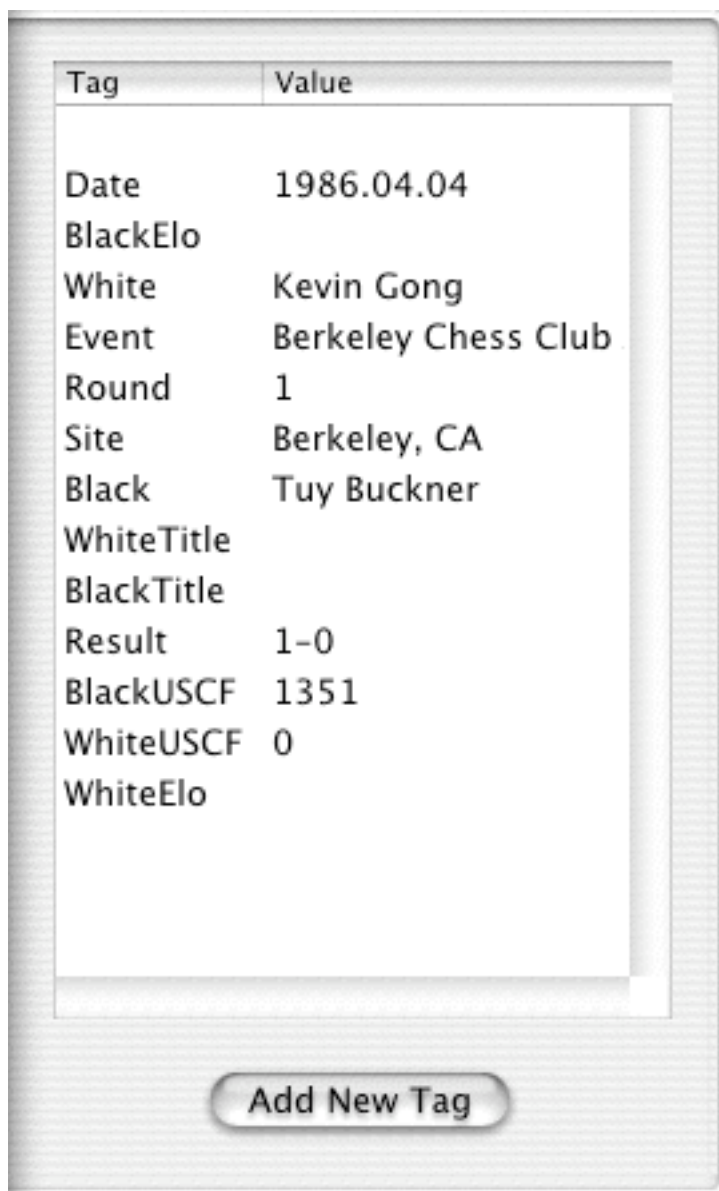 Tag Value
Date 1986.04.04
BlackElo
White Kevin Gong
Event Berkeley Chess Club
Round 1
Site Berkeley, CA
Black Tuy Buckner
WhiteTitle
BlackTitle
Result 1-0
BlackUSCF 1351
WhiteUSCF 0
WhiteElo
Add New Tag